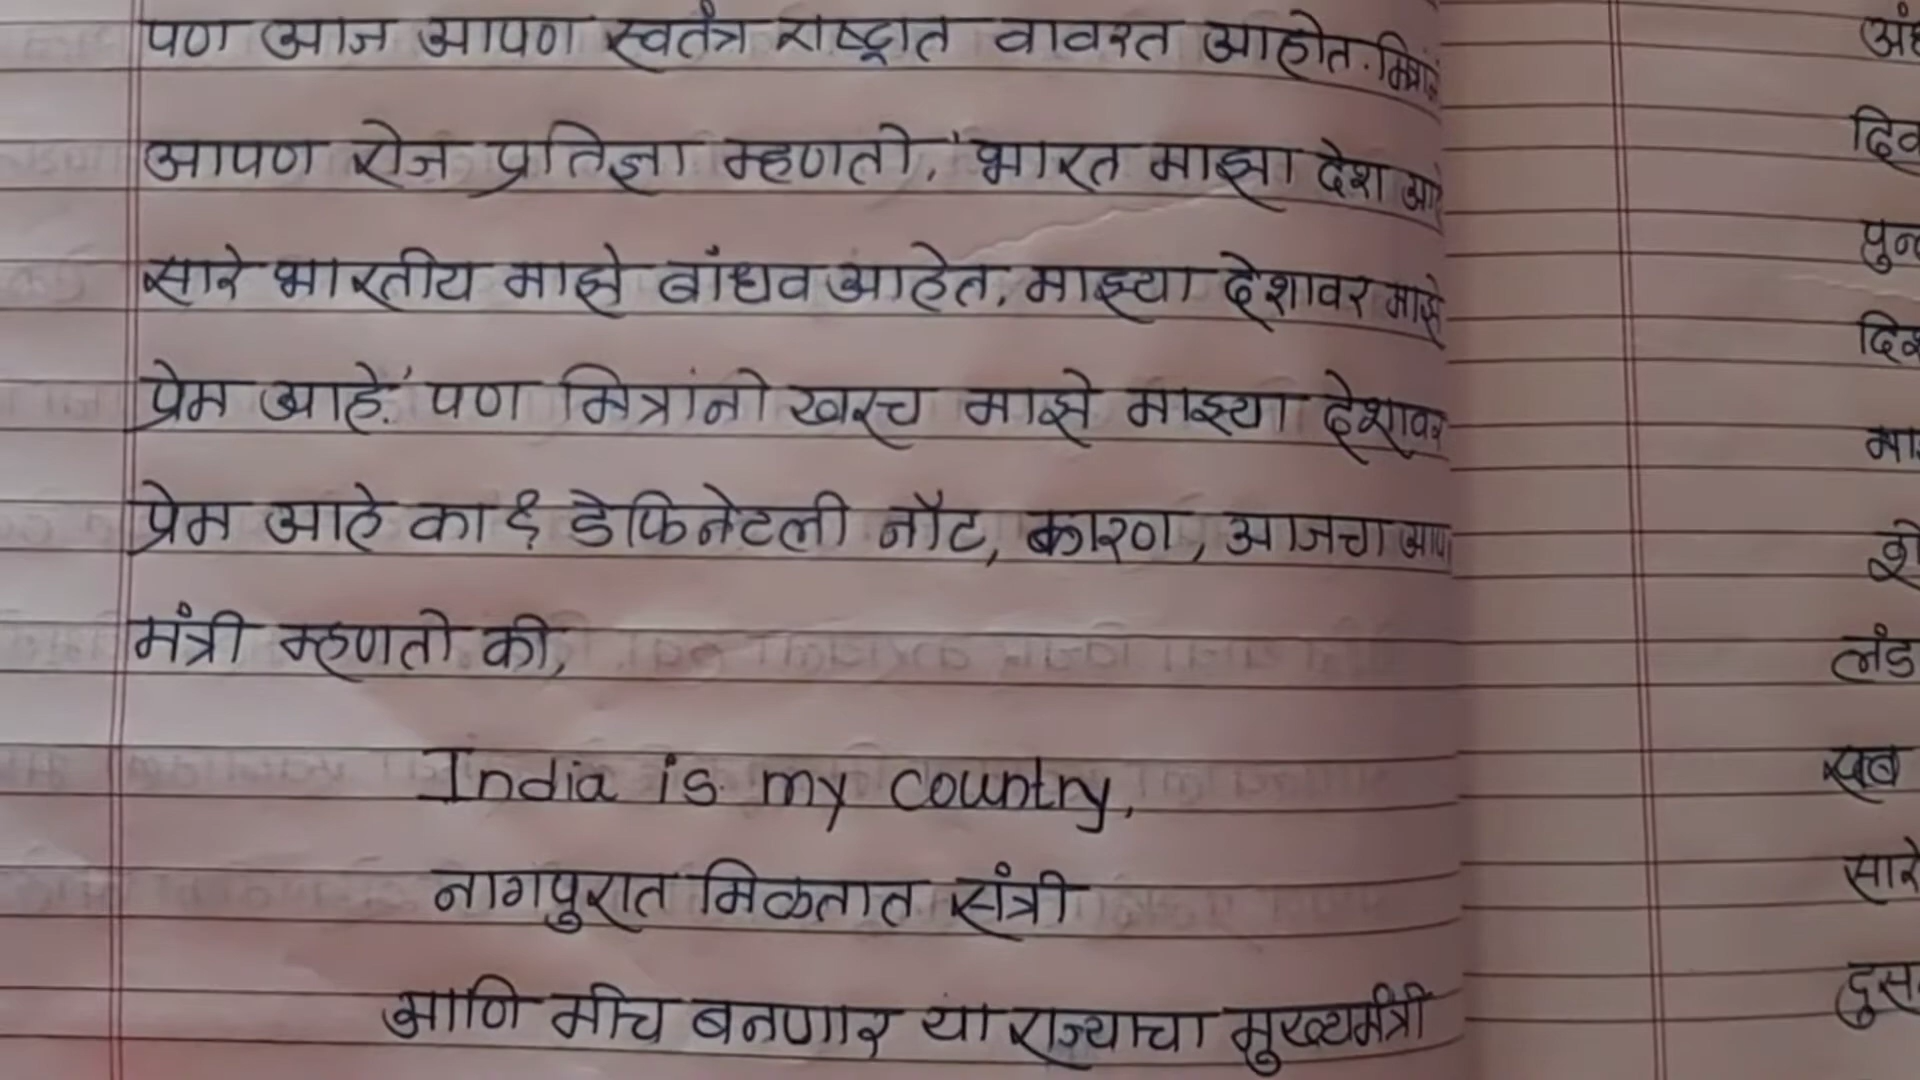 पण आज आपण स्वतंत्र राष्ट्रात वावरत आहोत. मित्रांनो
आपण रोज प्रतिज्ञा म्हणतो, 'भारत माझा देश आहे
सारे भारतीय माझे बांधव आहेत. माझ्या देशावर माझे
प्रेम आहे.' पण मित्रांनो खरच माझे माझ्या देशावर
प्रेम आहे का? डेफिनेटली नॉट, कारण, आजचा
मंत्री म्हणतो की,
India is my country,
नागपुरात मिळतात संत्री
आणि मीच बनणार या राज्याचा मुख्यमंत्री
सारे